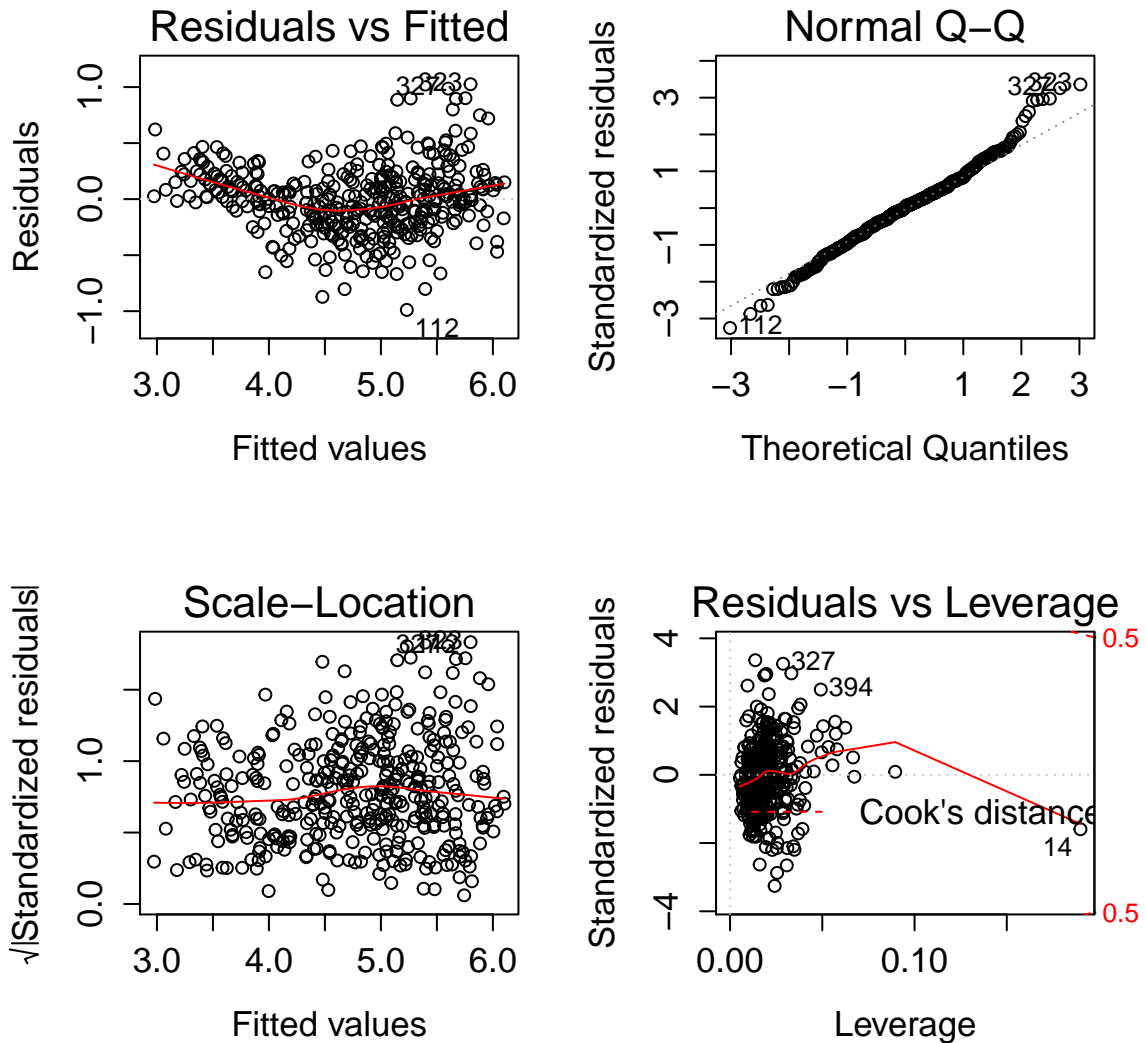 Residuals vs Fitted
Residuals
−1.0 0.0 1.0
327
323
112
3.0 4.0 5.0 6.0
Fitted values
Normal Q−Q
Standardized residuals
−3 −1 1 3
327
323
112
−3 −1 1 2 3
Theoretical Quantiles
Scale−Location
√|Standardized residuals|
0.0 1.0
327
323
3.0 4.0 5.0 6.0
Fitted values
Residuals vs Leverage
Standardized residuals
−4 −2 0 2 4
0.5
327
394
Cook's distance
14
0.5
0.00 0.10
Leverage